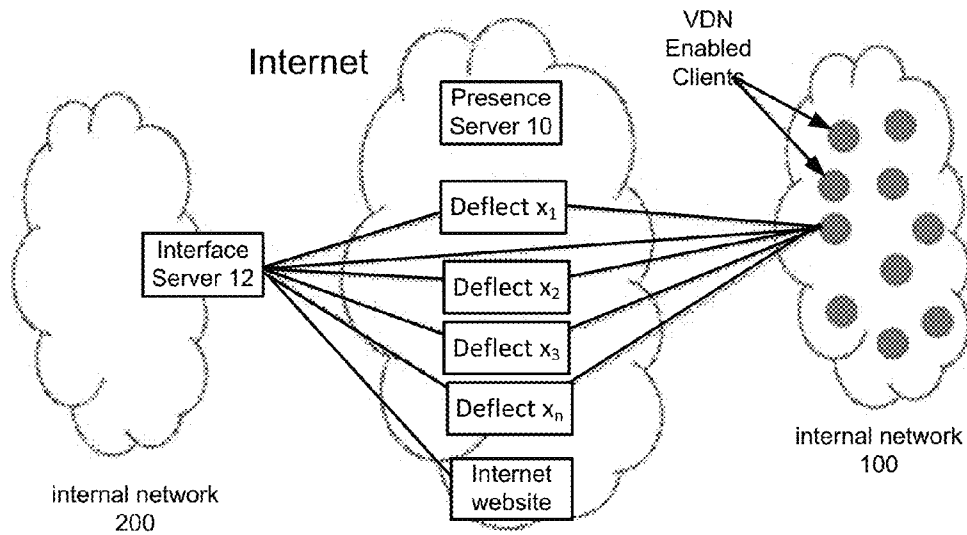 VDN
Enabled
Clients
Internet
Presence
Server 10
Deflect x₁
Interface
Server 12
Deflect x₂
Deflect x₃
Deflect xₙ
Internet
website
internal network
100
internal network
200